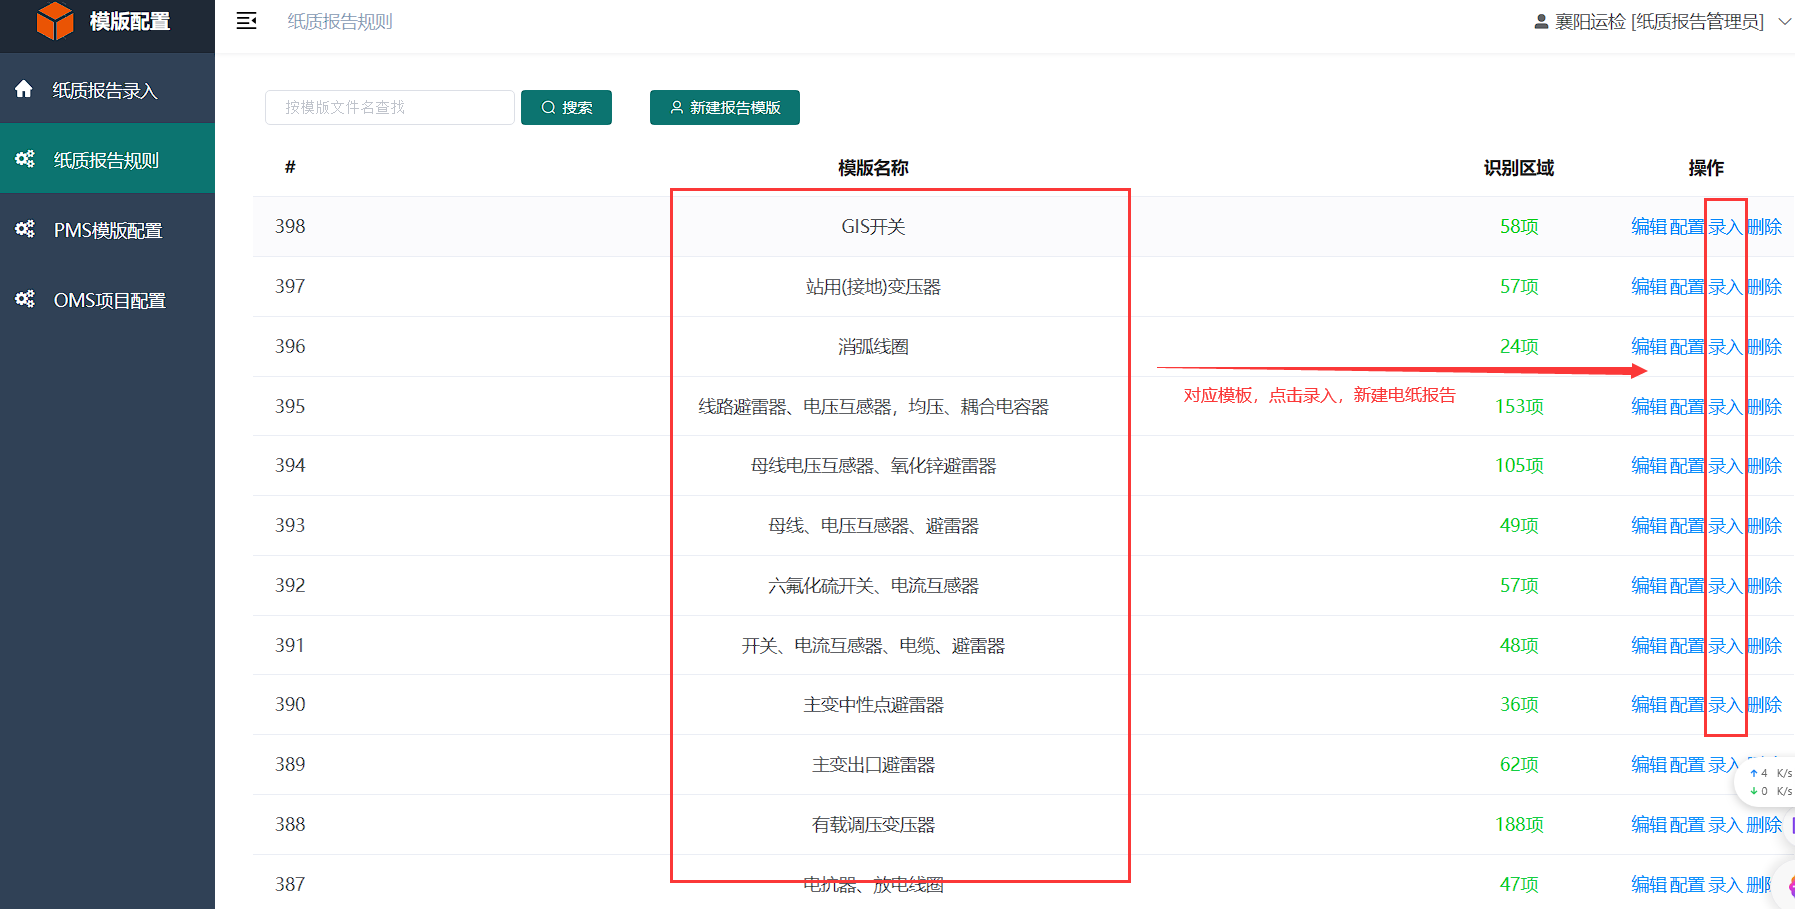 模版配置
纸质报告规则
襄阳运检 [纸质报告管理员]
纸质报告录入
纸质报告规则
PMS模版配置
OMS项目配置
按模版文件名查找
搜索
新建报告模版
# 模版名称 识别区域 操作
398 GIS开关 58项 编辑 配置 录入 删除
397 站用(接地)变压器 57项 编辑 配置 录入 删除
396 消弧线圈 24项 编辑 配置 录入 删除
对应模板，点击录入，新建电纸报告
395 线路避雷器、电压互感器，均压、耦合电容器 153项 编辑 配置 录入 删除
394 母线电压互感器、氧化锌避雷器 105项 编辑 配置 录入 删除
393 母线、电压互感器、避雷器 49项 编辑 配置 录入 删除
392 六氟化硫开关、电流互感器 57项 编辑 配置 录入 删除
391 开关、电流互感器、电缆、避雷器 48项 编辑 配置 录入 删除
390 主变中性点避雷器 36项 编辑 配置 录入 删除
389 主变出口避雷器 62项 编辑 配置 录入
↑ 4 K/s
↓ 0 K/s
388 有载调压变压器 188项 编辑 配置 录入 删除
387 电抗器、放电线圈 47项 编辑 配置 录入 删